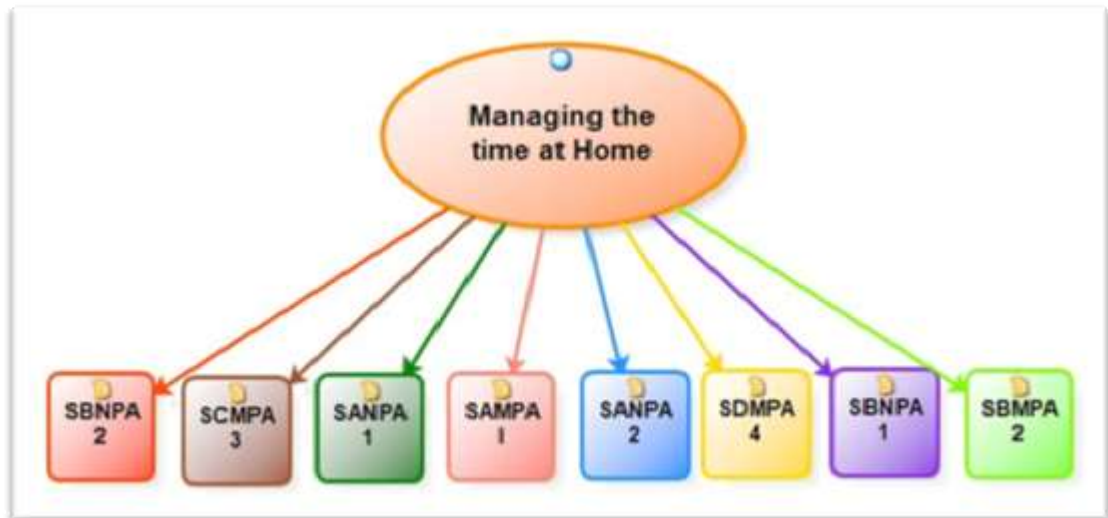 Managing the
time at Home
SBNPA
2
SCMPA
3
SANPA
1
SAMPA
I
SANPA
2
SDMPA
4
SBNPA
1
SBMPA
2